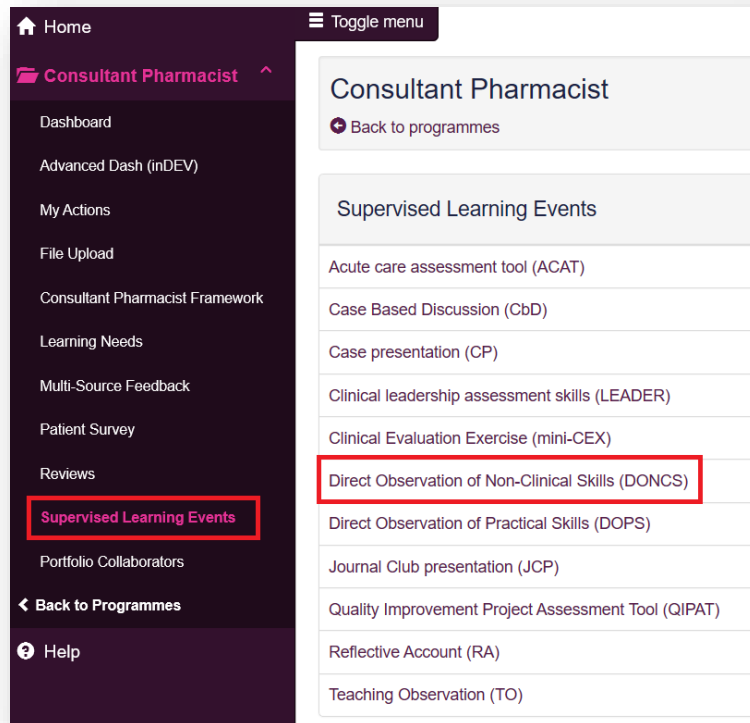 Home
Consultant Pharmacist
Dashboard
Advanced Dash (inDEV)
My Actions
File Upload
Consultant Pharmacist Framework
Learning Needs
Multi-Source Feedback
Patient Survey
Reviews
Supervised Learning Events
Portfolio Collaborators
Back to Programmes
Help
Toggle menu
Consultant Pharmacist
Back to programmes
Supervised Learning Events
Acute care assessment tool (ACAT)
Case Based Discussion (CbD)
Case presentation (CP)
Clinical leadership assessment skills (LEADER)
Clinical Evaluation Exercise (mini-CEX)
Direct Observation of Non-Clinical Skills (DONCS)
Direct Observation of Practical Skills (DOPS)
Journal Club presentation (JCP)
Quality Improvement Project Assessment Tool (QIPAT)
Reflective Account (RA)
Teaching Observation (TO)